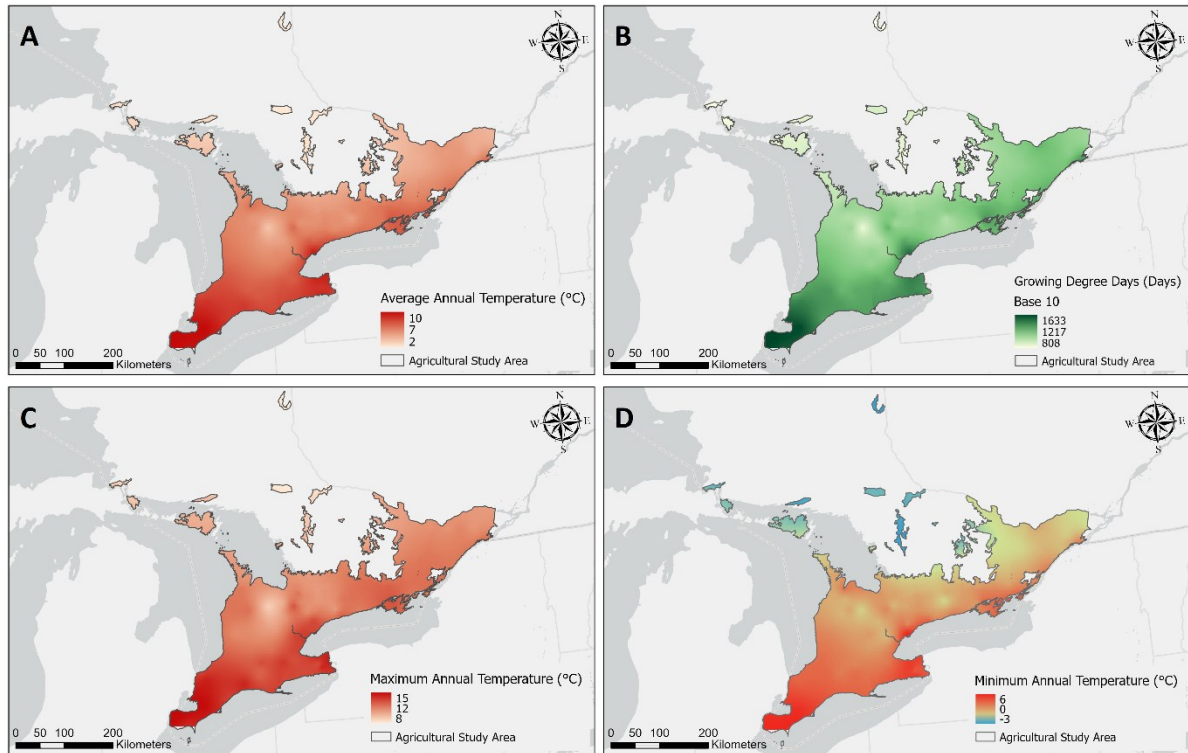 A
N
W E
S
Average Annual Temperature (°C)
10
7
2
Agricultural Study Area
0 50 100 200
Kilometers
B
N
W E
S
Growing Degree Days (Days)
Base 10
1633
1217
808
Agricultural Study Area
0 50 100 200
Kilometers
C
N
W E
S
Maximum Annual Temperature (°C)
15
12
8
Agricultural Study Area
0 50 100 200
Kilometers
D
N
W E
S
Minimum Annual Temperature (°C)
6
0
-3
Agricultural Study Area
0 50 100 200
Kilometers